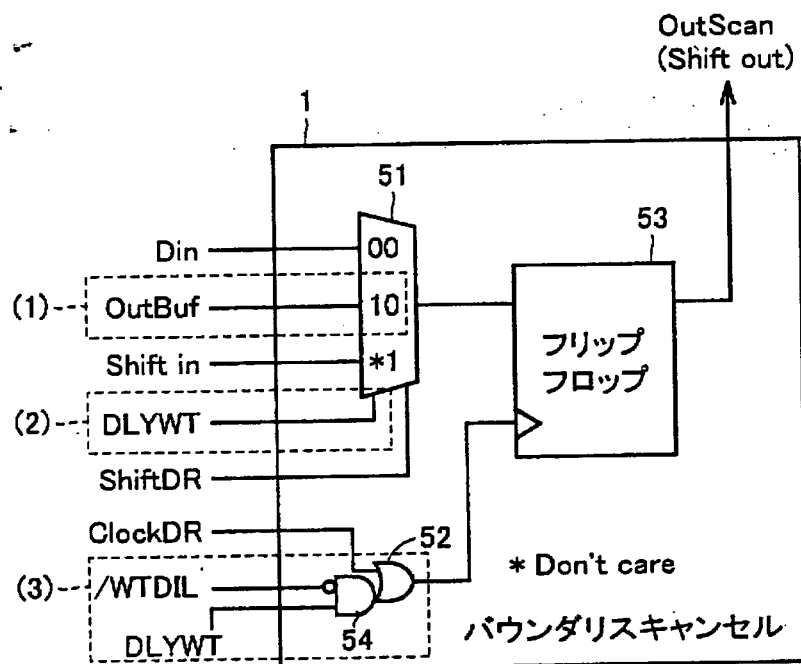 OutScan
(Shift out)
1
51
Din
00
53
(1)
OutBuf
10
フリップ
フロップ
Shift in
*1
(2)
DLYWT
ShiftDR
ClockDR
52
* Don't care
(3)
/WTDIL
54
DLYWT
バウンダリスキャンセル